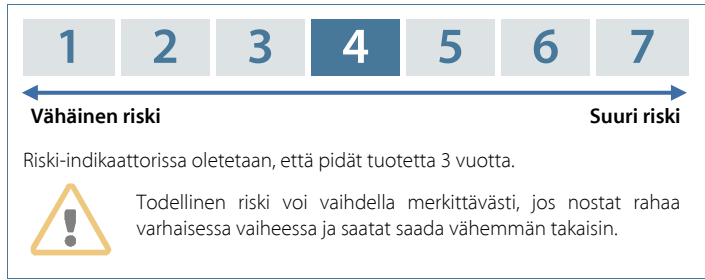 1 2 3 4 5 6 7
Vähäinen riski Suuri riski
Riski-indikaattorissa oletetaan, että pidät tuotetta 3 vuotta.
Todellinen riski voi vaihdella merkittävästi, jos nostat rahaa
varhaisessa vaiheessa ja saatat saada vähemmän takaisin.